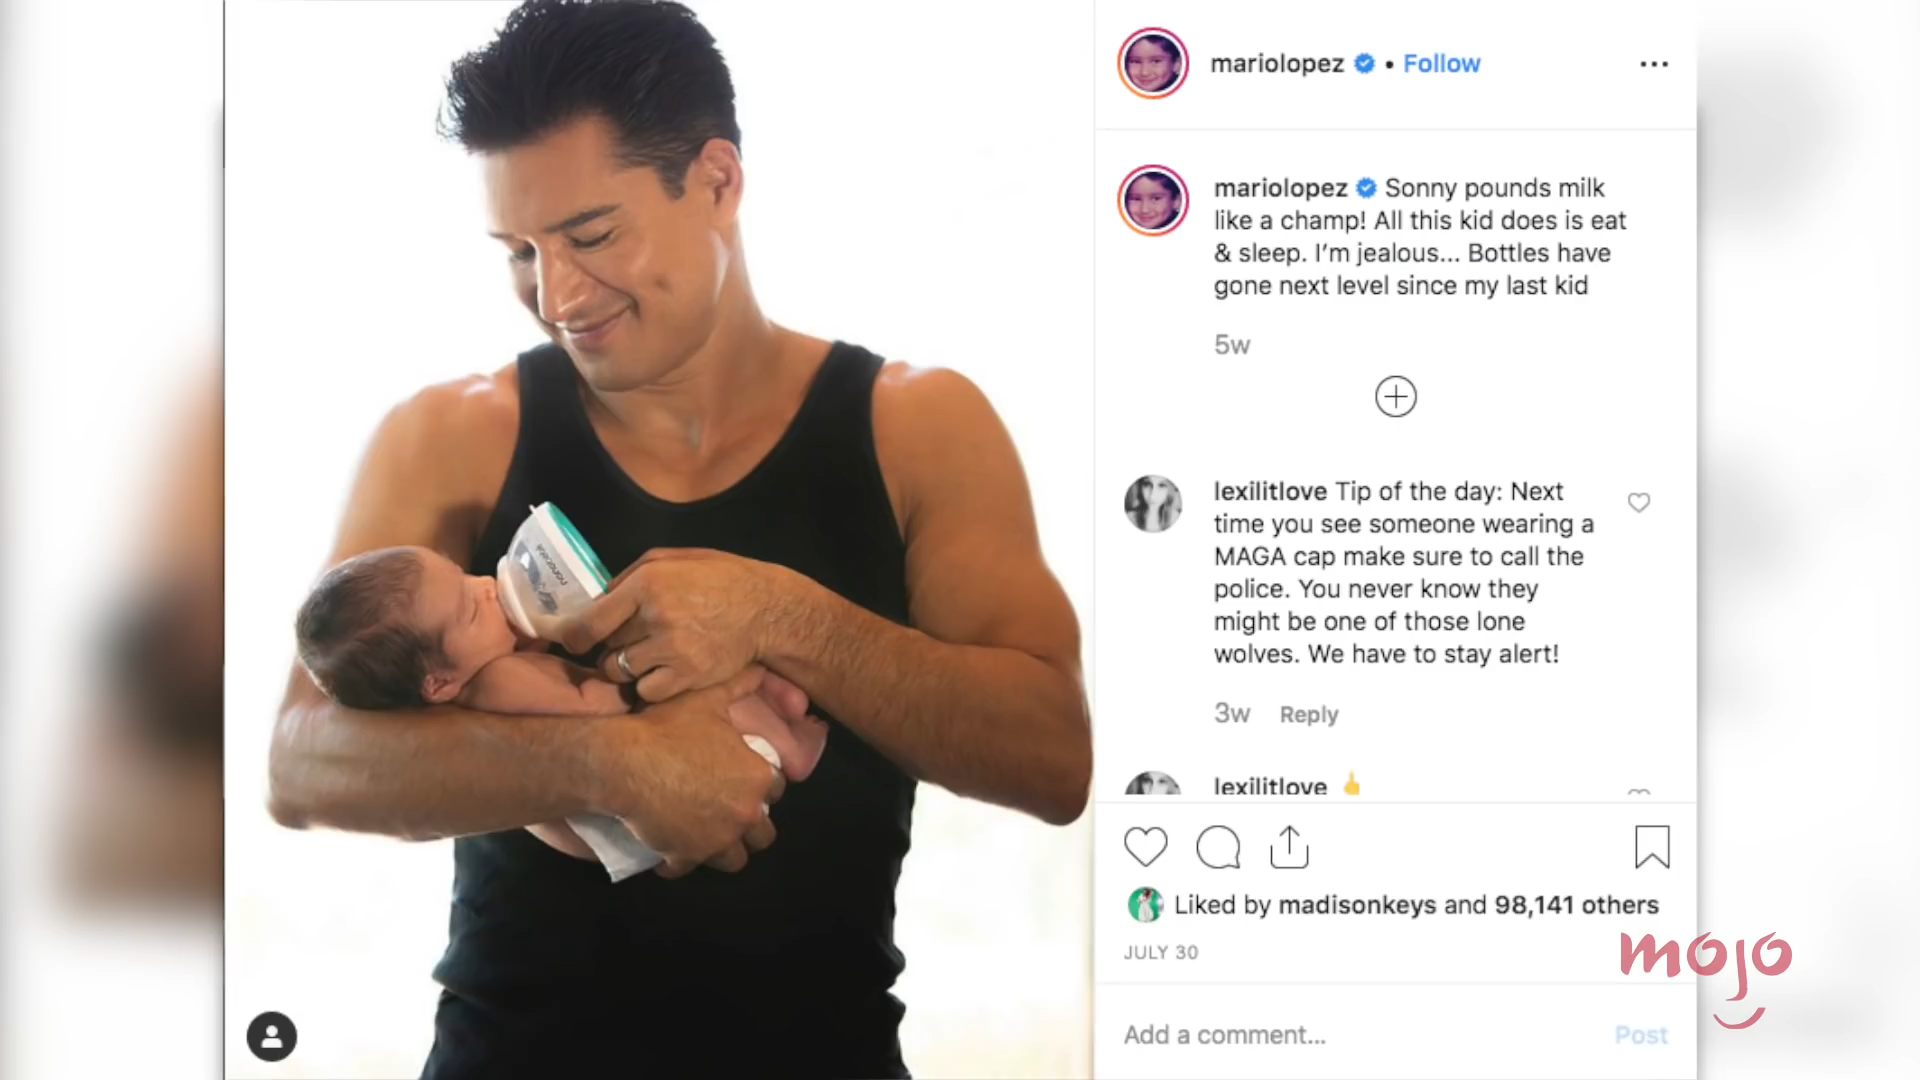 mariolopez • Follow
mariolopez Sonny pounds milk
like a champ! All this kid does is eat
& sleep. I'm jealous... Bottles have
gone next level since my last kid
5w
lexilitlove Tip of the day: Next
time you see someone wearing a
MAGA cap make sure to call the
police. You never know they
might be one of those lone
wolves. We have to stay alert!
3w Reply
lexilitlove 🖕
Liked by madisonkeys and 98,141 others
JULY 30
mojo
Add a comment... Post
nanobébé